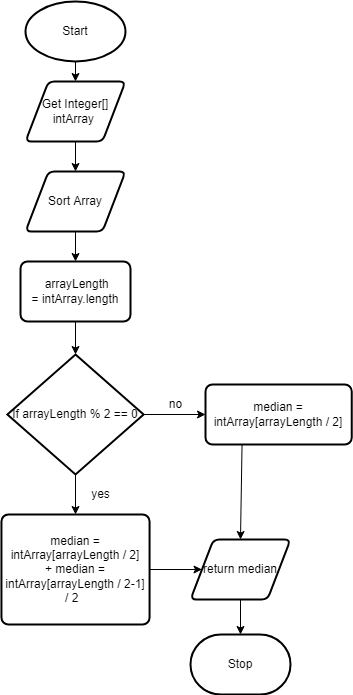 Start
Get Integer[]
intArray
Sort Array
arrayLength
= intArray.length
If arrayLength % 2 == 0
no
median =
intArray[arrayLength / 2]
yes
median =
intArray[arrayLength / 2]
+ median =
intArray[arrayLength / 2-1]
/ 2
return median
Stop